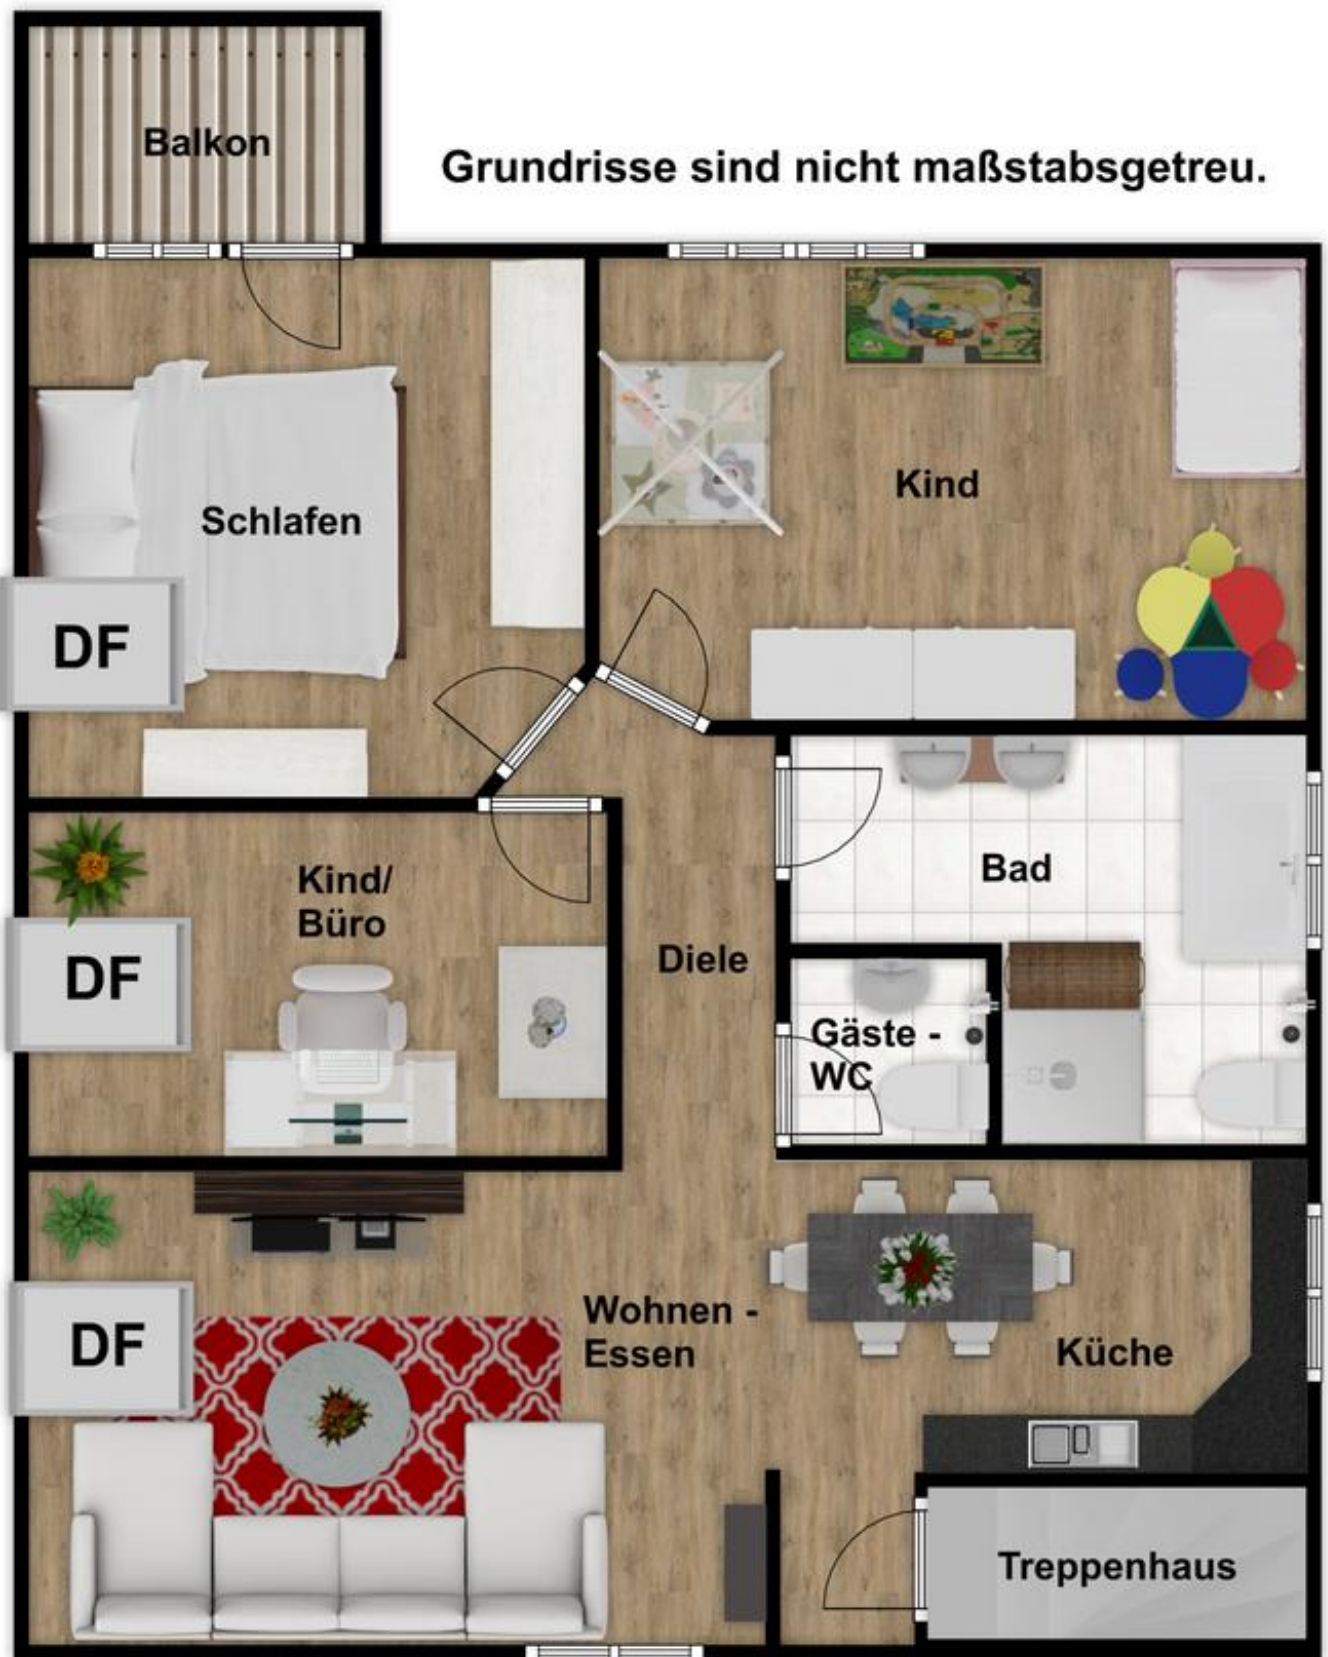 Balkon
Grundrisse sind nicht maßstabsgetreu.
Kind
Schlafen
DF
Bad
Kind/
Büro
Diele
DF
Gäste -
WC
Wohnen -
Essen
DF
Küche
Treppenhaus